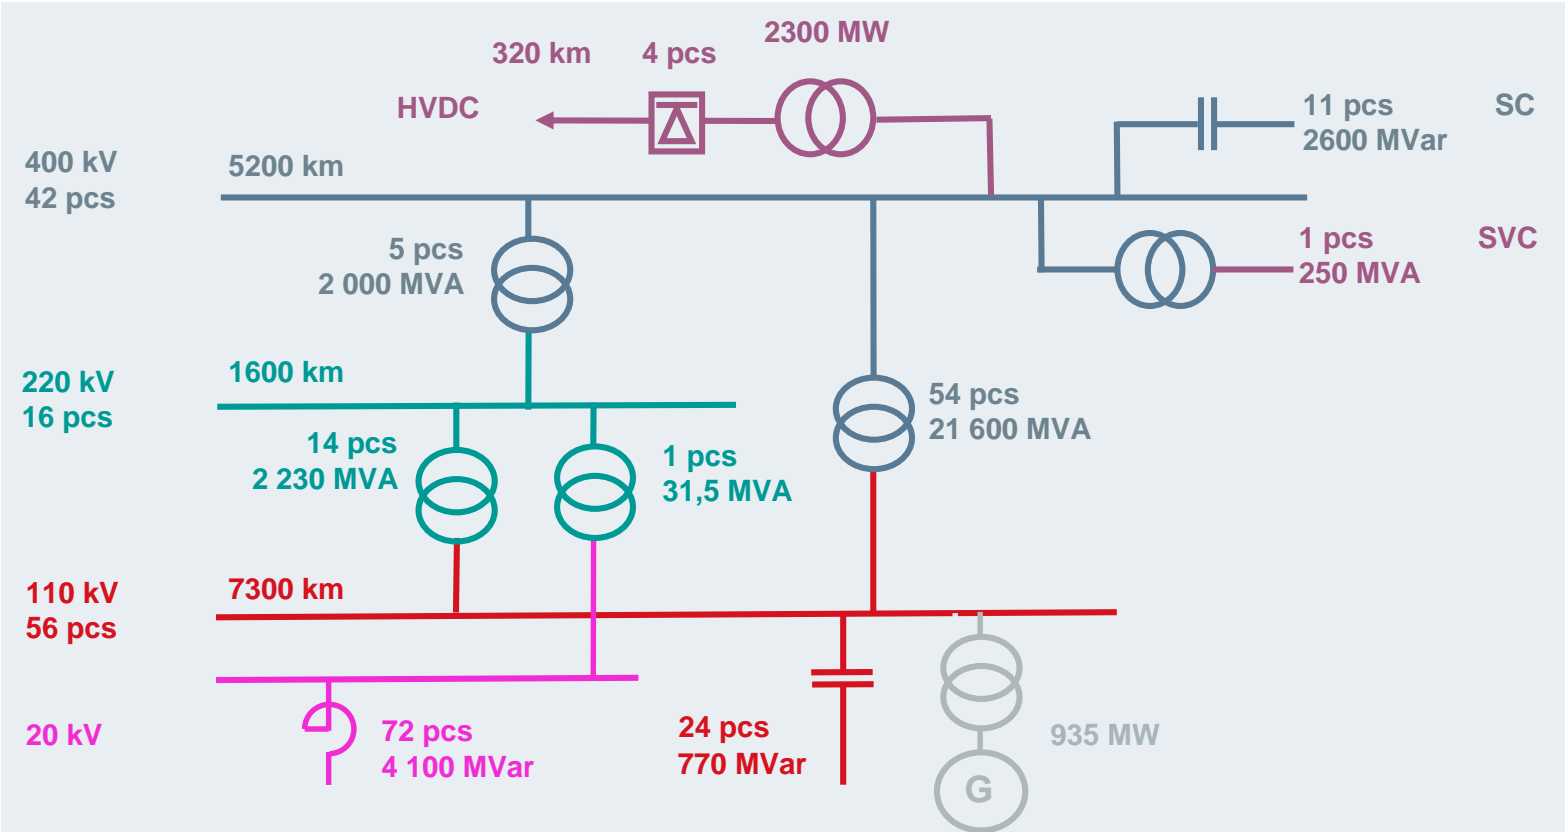 2300 MW
320 km
4 pcs
HVDC
11 pcs
2600 MVar
SC
400 kV
42 pcs
5200 km
5 pcs
2 000 MVA
1 pcs
250 MVA
SVC
220 kV
16 pcs
1600 km
54 pcs
21 600 MVA
14 pcs
2 230 MVA
1 pcs
31,5 MVA
110 kV
56 pcs
7300 km
20 kV
72 pcs
4 100 MVar
24 pcs
770 MVar
935 MW
G